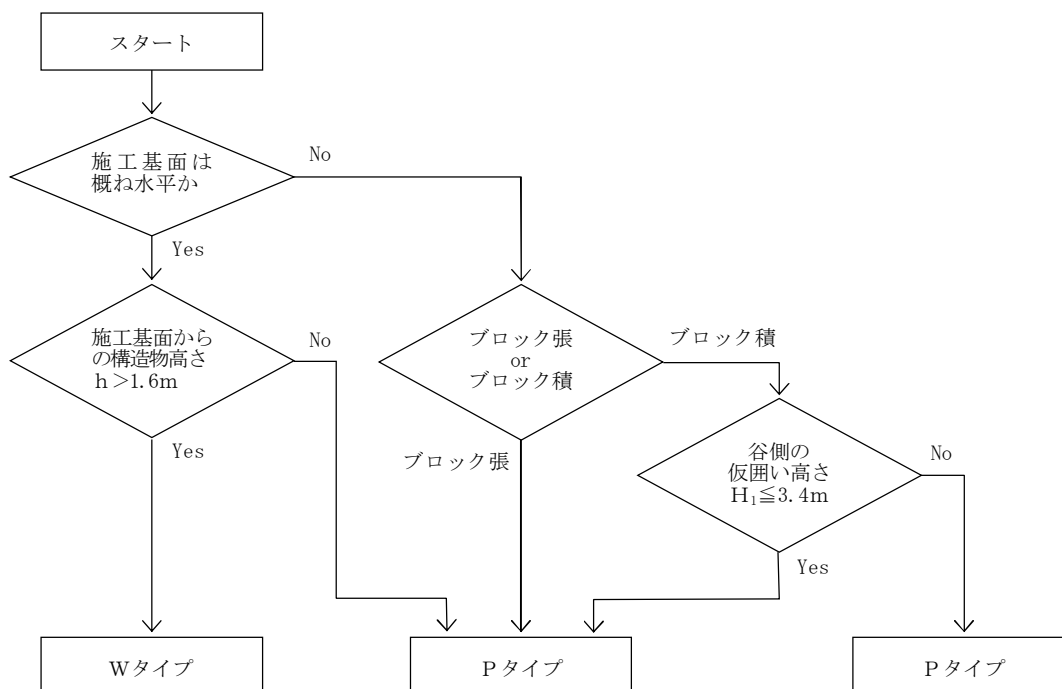 スタート
施工基面は
概ね水平か
No
Yes
施工基面から
の構造物高さ
h>1.6m
No
Yes
ブロック張
or
ブロック積
ブロック積
ブロック張
谷側の
仮囲い高さ
H₁≦3.4m
No
Yes
Wタイプ
Pタイプ
Pタイプ